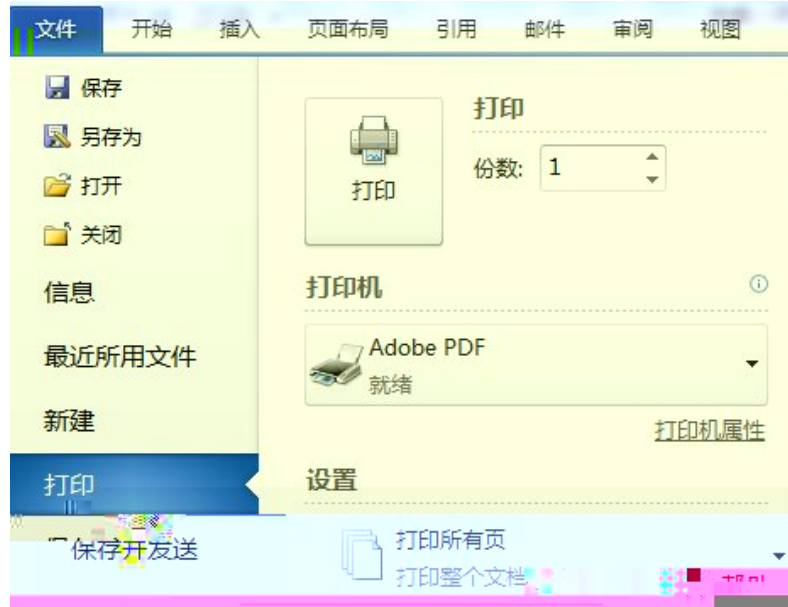 文件 开始 插入 页面布局 引用 邮件 审阅 视图
保存
另存为
打开
关闭
信息
最近所用文件
新建
打印
保存开发送
打印
打印
份数: 1
打印机
Adobe PDF
就绪
打印机属性
设置
打印所有页
打印整个文档